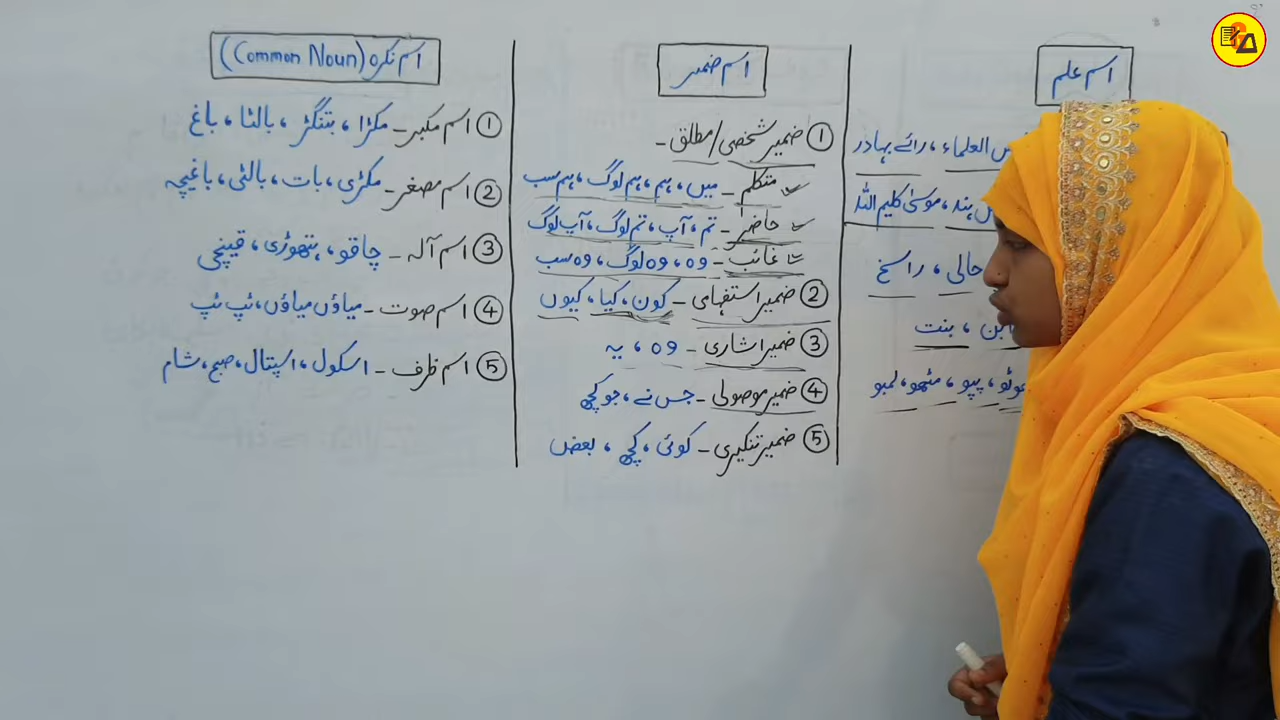 اسم علم
العلماء، رائے بہادر
ہند، موسیٰ کلیم اللہ
حالی، راسخ
ابن، بنت
پپو، مٹھو، لمبو
اسم ضمیر
① ضمیر شخصی/مطلق -
متکلم - میں، ہم، ہم لوگ، ہم سب
حاضر - تم، آپ، تم لوگ، آپ لوگ
غائب - وہ، وہ لوگ، وہ سب
② ضمیر استفہامی - کون، کیا، کیوں
③ ضمیر اشاری - وہ، یہ
④ ضمیر موصولی - جس نے، جو کچھ
⑤ ضمیر تنکیری - کوئی، کچھ، بعض
اسم نکرہ (Common Noun)
① اسم مکبر - مکڑا، بتنگڑ، بالٹا، باغ
② اسم مصغر - مکڑی، بات، بالٹی، باغیچہ
③ اسم آلہ - چاقو، ہتھوڑی، قینچی
④ اسم صوت - میاؤں میاؤں، ٹپ ٹپ
⑤ اسم ظرف - اسکول، اسپتال، صبح، شام